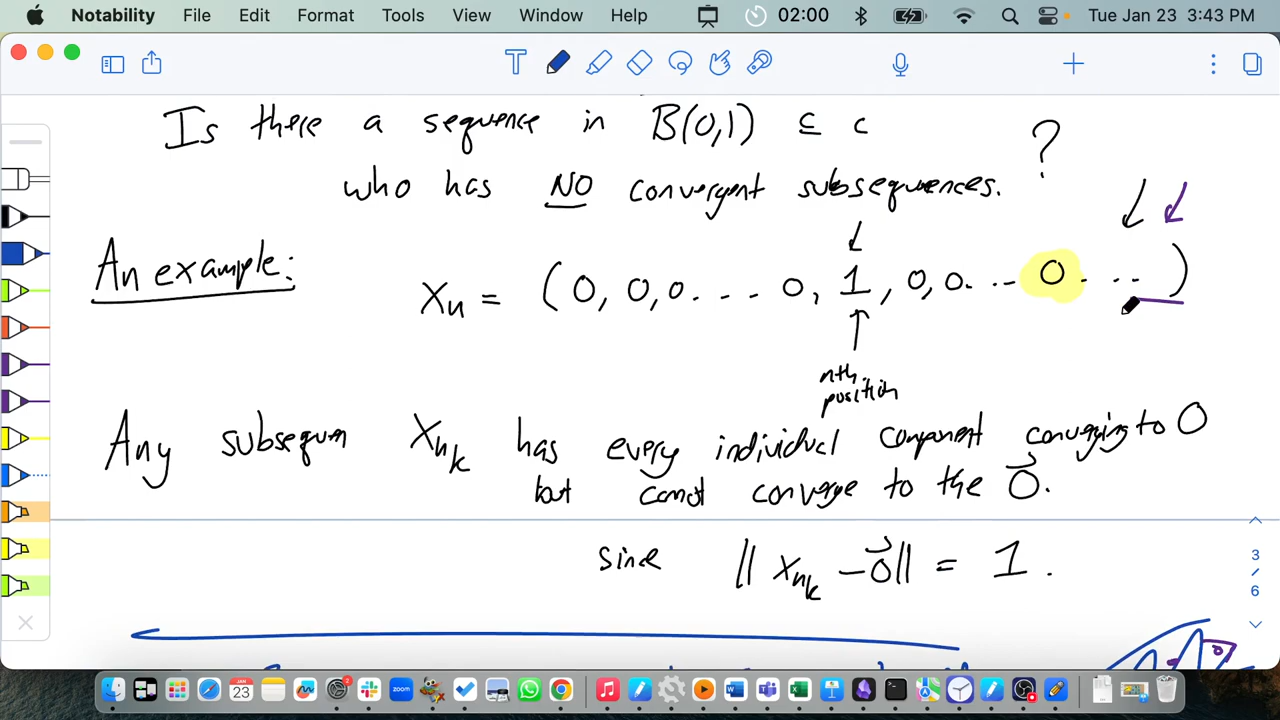 Notability File Edit Format Tools View Window Help 02:00 Tue Jan 23 3:43 PM
Is there a sequence in B(0,1) ⊆ c
who has NO convergent subsequences. ?
An example:
Xn = (0, 0, 0. ... 0, 1, 0, 0. ... 0. ...)
nth
position
Any subsequn Xnk has every individual component converging to 0
but cannot converge to the 0⃗.
since || Xnk - 0⃗ || = 1.
3
/
6
JAN
23